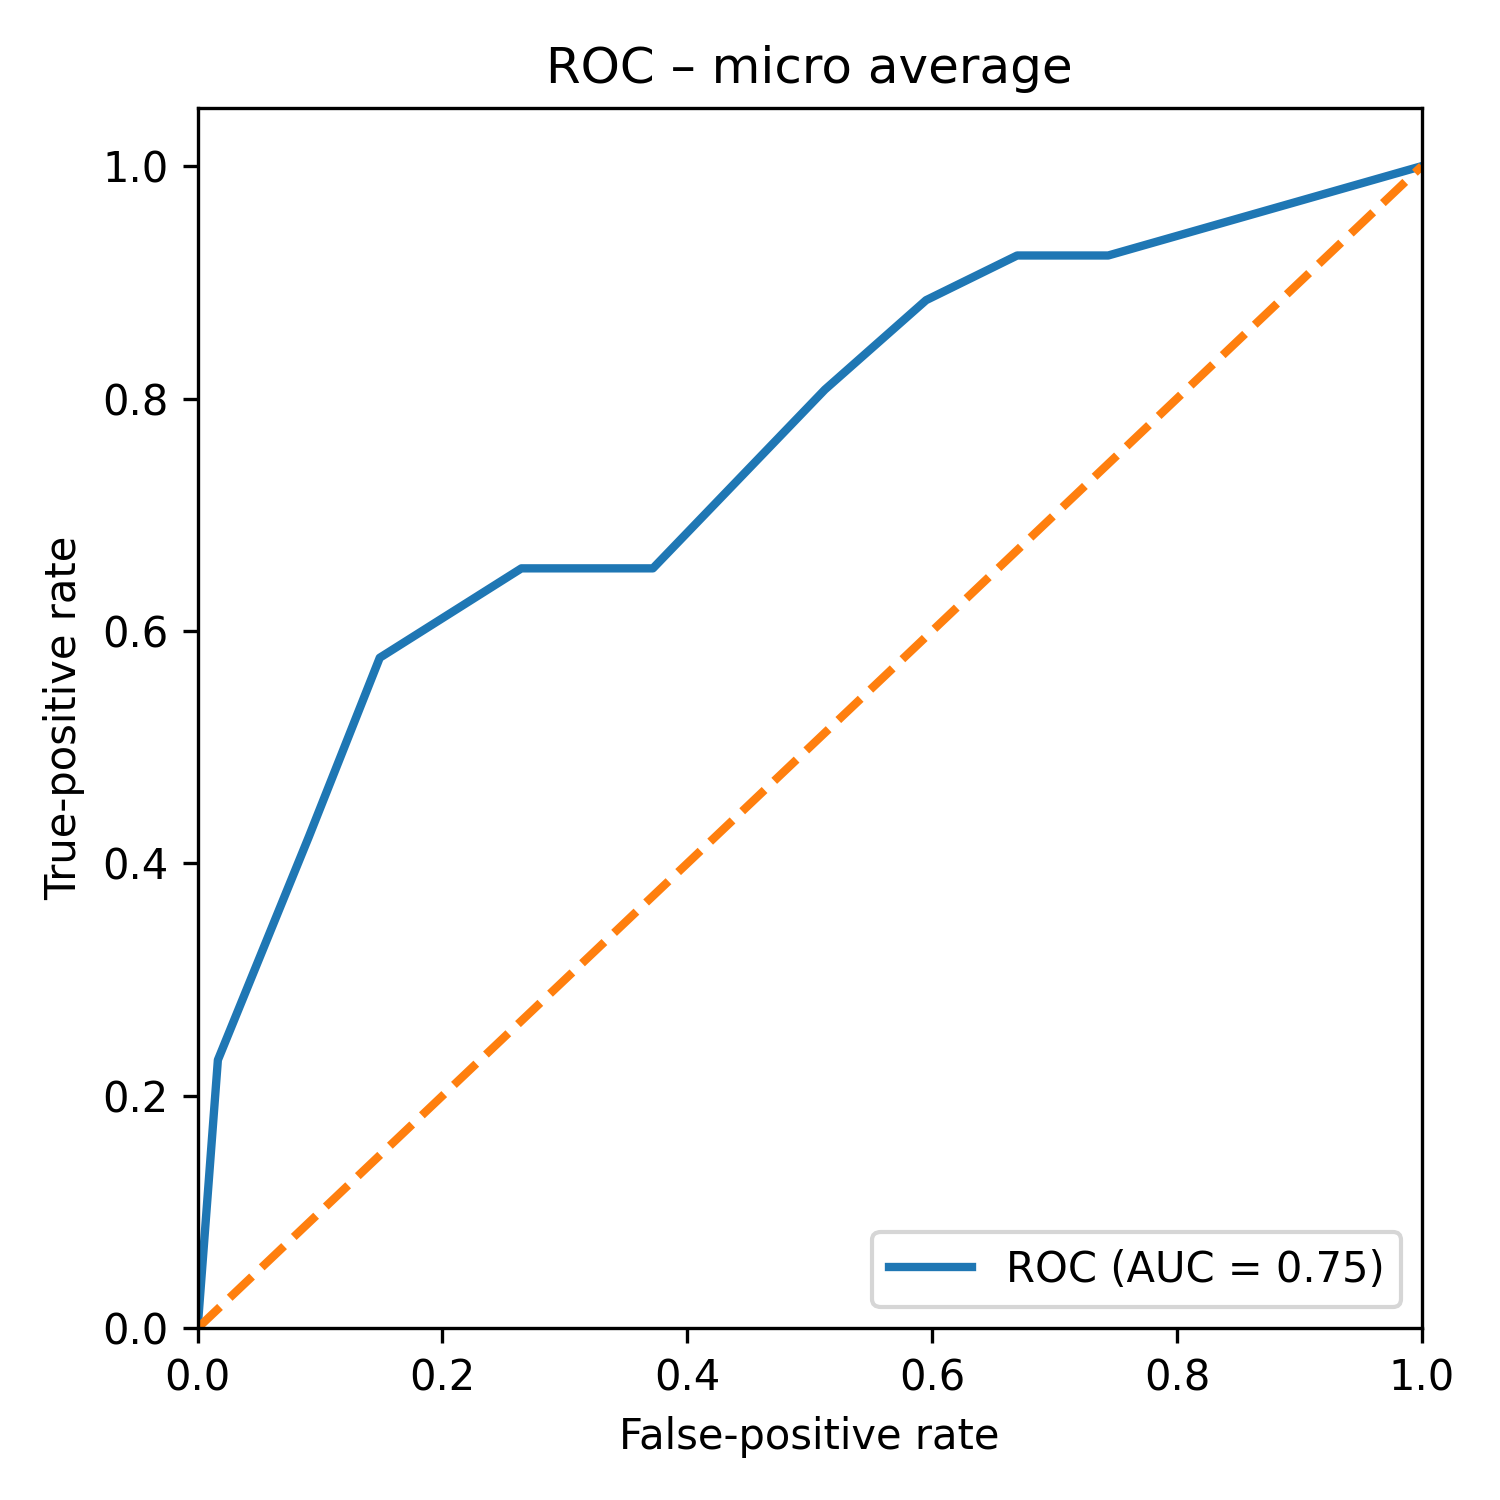 ROC – micro average
1.0
0.8
0.6
0.4
0.2
0.0
True-positive rate
0.0 0.2 0.4 0.6 0.8 1.0
False-positive rate
ROC (AUC = 0.75)